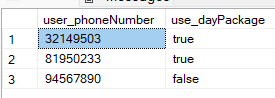 user_phoneNumber use_dayPackage
1 32149503 true
2 81950233 true
3 94567890 false